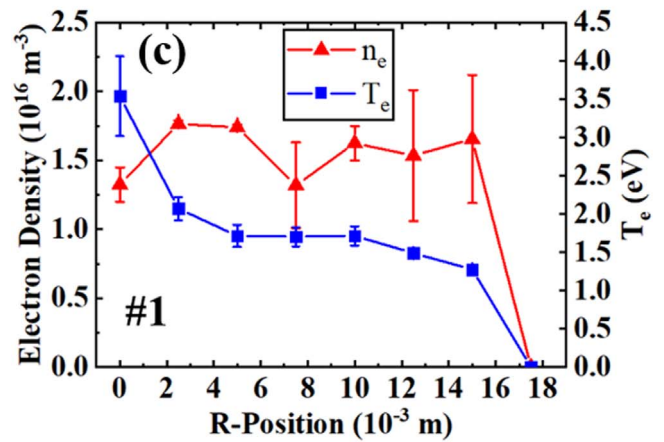 (c)
n_e
T_e
#1
Electron Density (10^16 m^-3)
2.5
2.0
1.5
1.0
0.5
0.0
4.5
4.0
3.5
3.0
2.5
2.0
1.5
1.0
0.5
0.0
T_e (eV)
0 2 4 6 8 10 12 14 16 18
R-Position (10^-3 m)